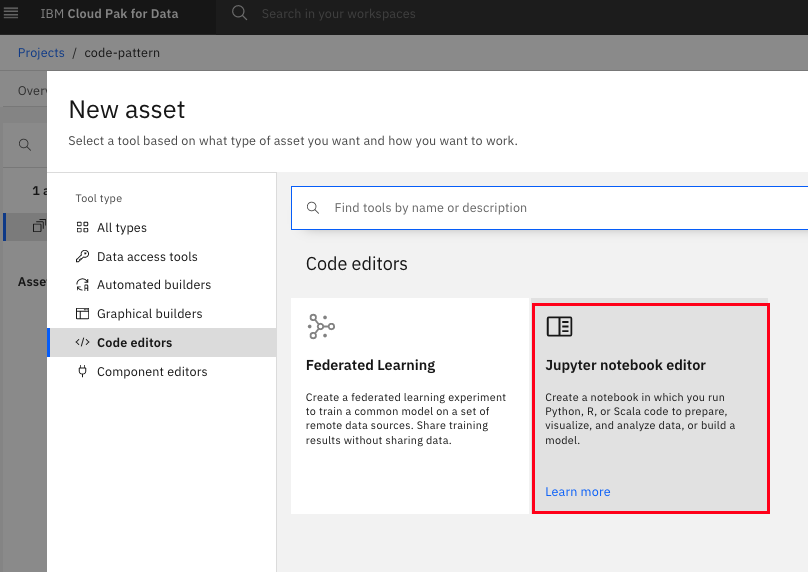 IBM Cloud Pak for Data
Search in your workspaces
Projects / code-pattern
Over
New asset
Select a tool based on what type of asset you want and how you want to work.
1 a
Asse
Tool type
All types
Data access tools
Automated builders
Graphical builders
Code editors
Component editors
Find tools by name or description
Code editors
Federated Learning
Create a federated learning experiment
to train a common model on a set of
remote data sources. Share training
results without sharing data.
Jupyter notebook editor
Create a notebook in which you run
Python, R, or Scala code to prepare,
visualize, and analyze data, or build a
model.
Learn more